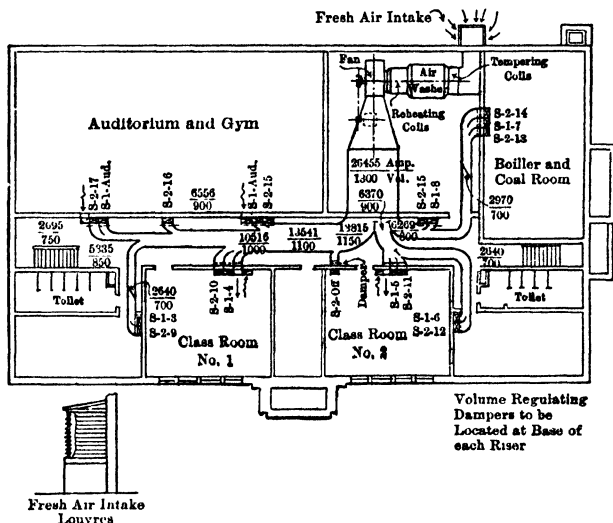 Fresh Air Intake
Fan
Air
Washer
Tempering
Coils
Reheating
Coils
Auditorium and Gym
S-2-14
S-1-7
S-2-13
Boiller and
Coal Room
26455 Amp.
1300 Vel.
S-2-17
S-1-Aud.
S-2-16
6556
900
S-1-Aud.
S-2-15
6370
900
S-2-15
S-1-8
2970
700
2695
750
5335
850
10516
1000
13541
1100
13815
1150
6269
900
2640
700
Toilet
2640
700
S-1-3
S-2-9
S-2-10
S-1-4
S-2-Off
Damper
S-1-5
S-2-11
S-1-6
S-2-12
Toilet
Class Room
No. 1
Class Room
No. 2
Volume Regulating
Dampers to be
Located at Base of
each Riser
Fresh Air Intake
Louvres